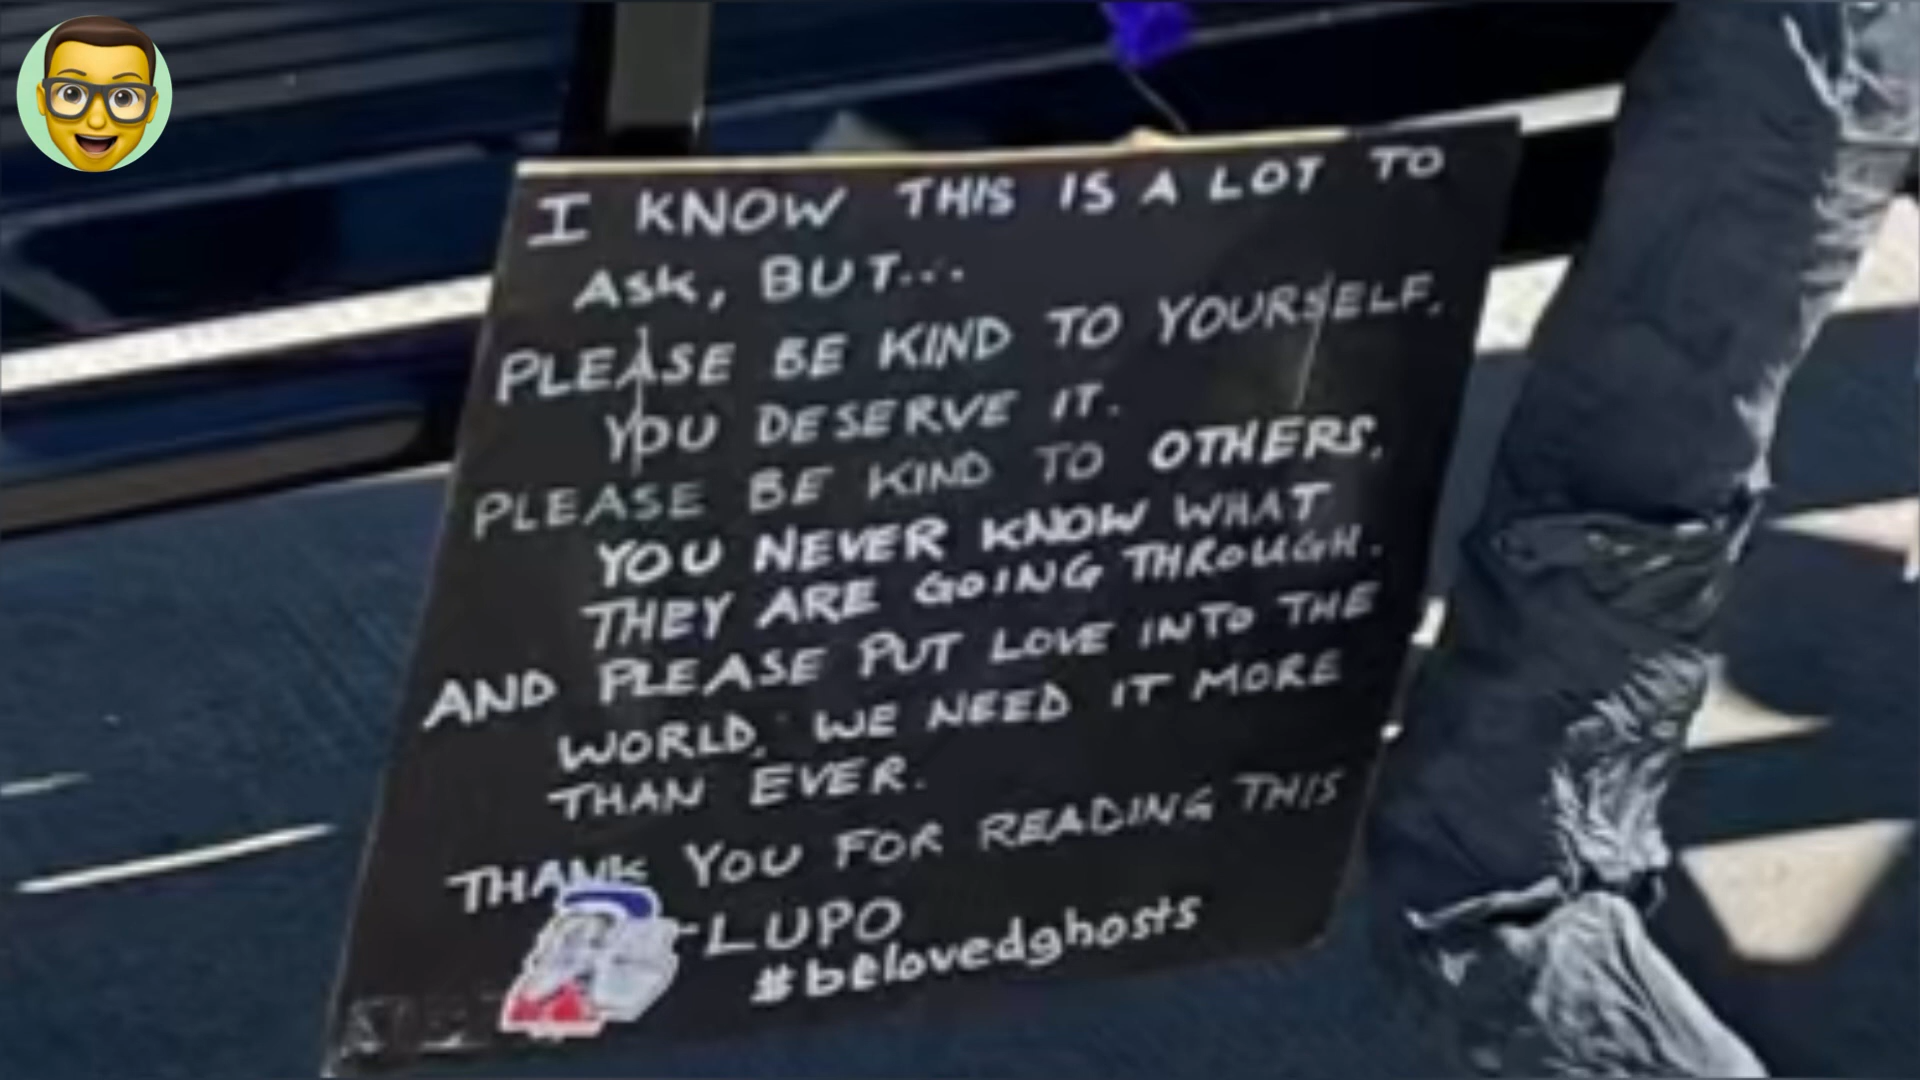 I KNOW THIS IS A LOT TO
ASK, BUT...
PLEASE BE KIND TO YOURSELF.
YOU DESERVE IT.
PLEASE BE KIND TO OTHERS.
YOU NEVER KNOW WHAT
THEY ARE GOING THROUGH.
AND PLEASE PUT LOVE INTO THE
WORLD. WE NEED IT MORE
THAN EVER.
THANK YOU FOR READING THIS
-LUPO
#belovedghosts